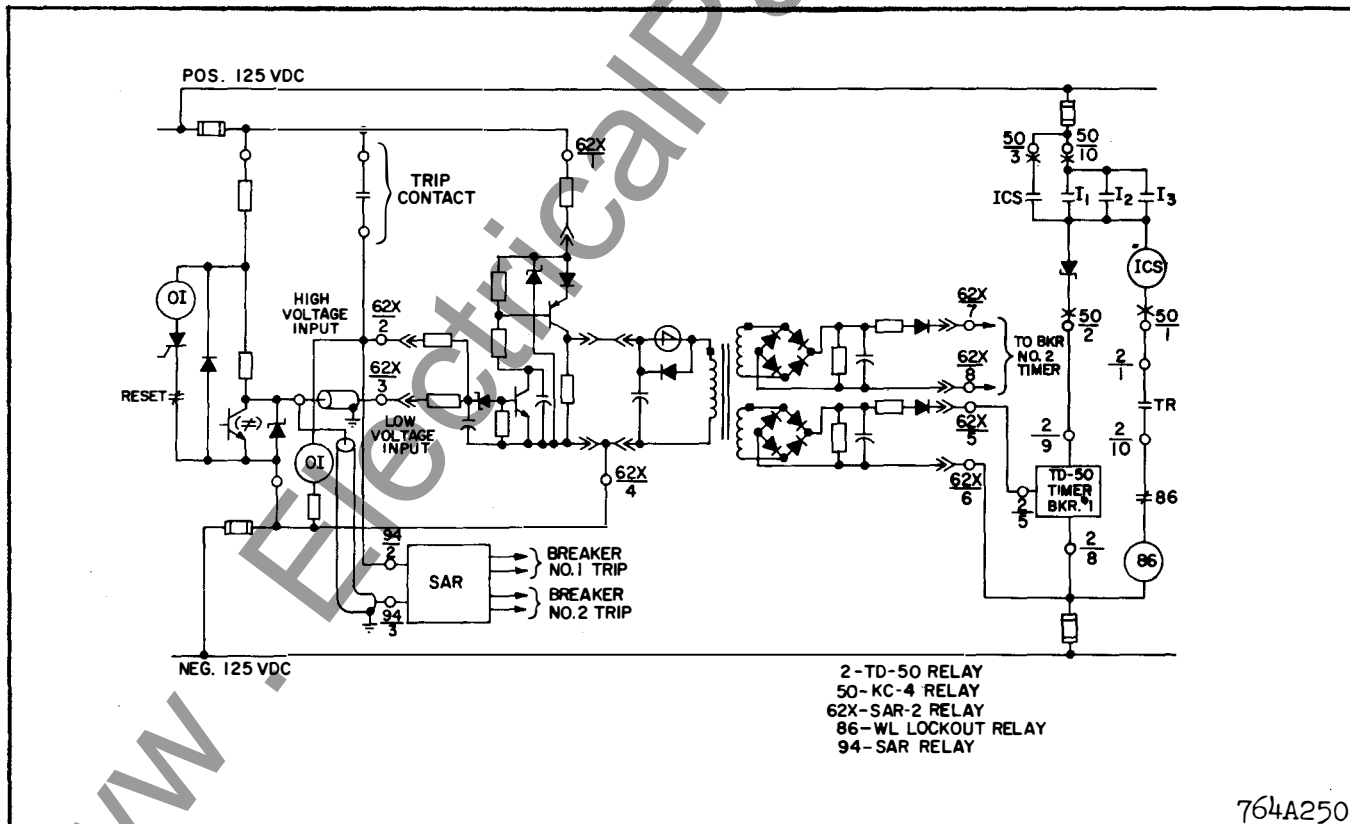 POS. 125 VDC
TRIP
CONTACT
62X
1
50
3
50
10
ICS
I1
I2
I3
ICS
OI
HIGH
VOLTAGE
INPUT
62X
2
62X
3
LOW
VOLTAGE
INPUT
RESET
(≠)
OI
62X
4
62X
7
62X
8
TO BKR
NO. 2
TIMER
62X
5
62X
6
50
2
50
1
2
1
TR
2
9
2
10
TD-50
TIMER
BKR. #1
2
5
86
2
8
86
94
2
SAR
94
3
BREAKER
NO. 1 TRIP
BREAKER
NO. 2 TRIP
NEG. 125 VDC
2-TD-50 RELAY
50-KC-4 RELAY
62X-SAR-2 RELAY
86-WL LOCKOUT RELAY
94-SAR RELAY
764A250